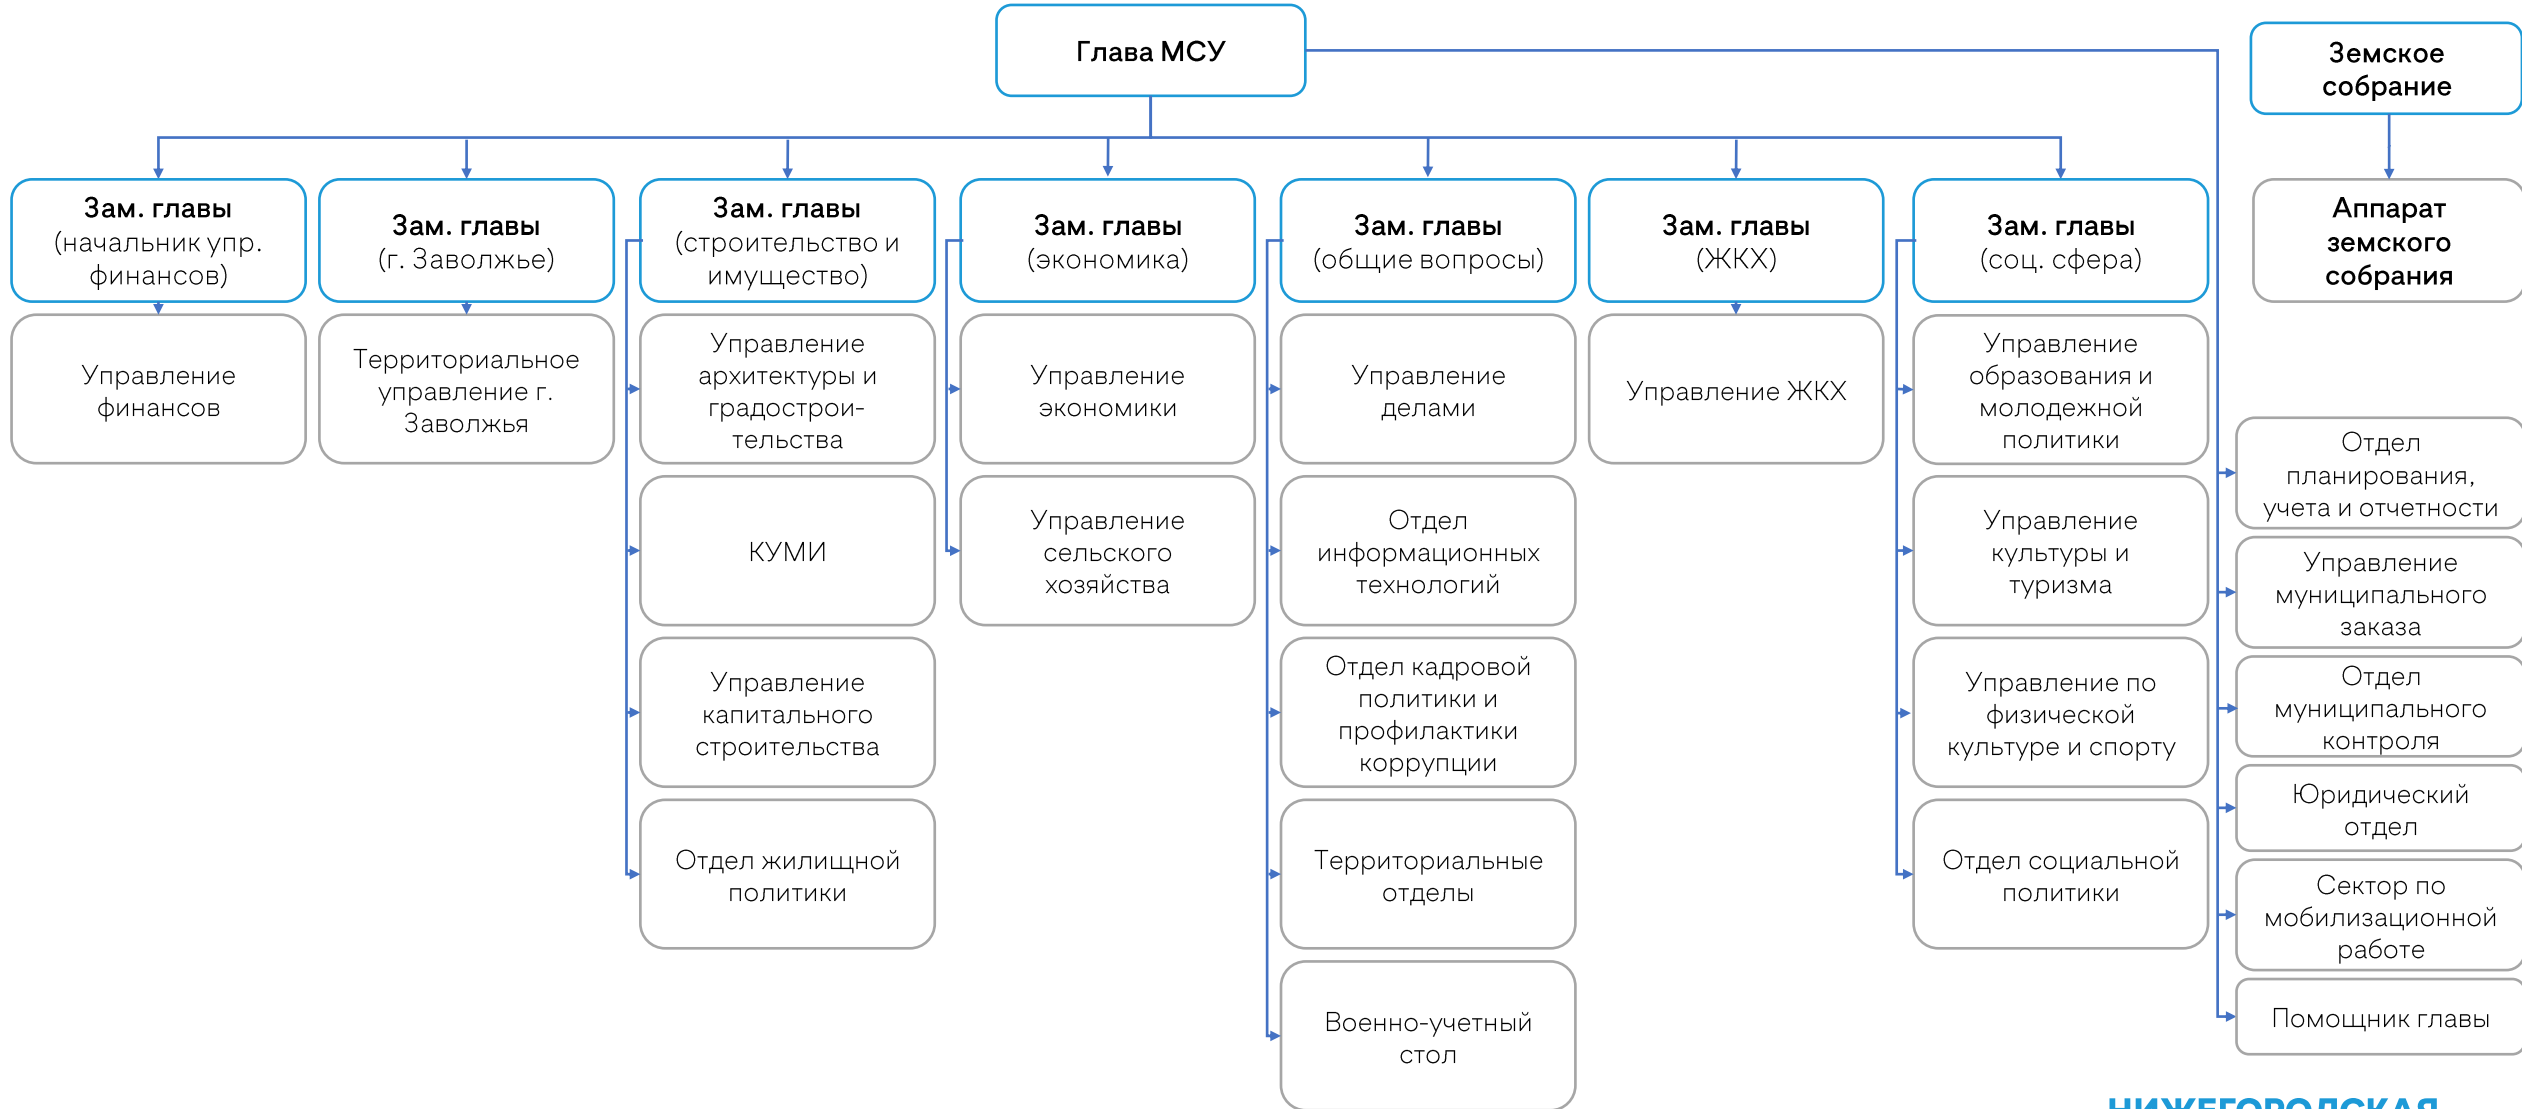 Глава МСУ
Земское
собрание
Зам. главы
(начальник упр.
финансов)
Зам. главы
(г. Заволжье)
Зам. главы
(строительство и
имущество)
Зам. главы
(экономика)
Зам. главы
(общие вопросы)
Зам. главы
(ЖКХ)
Зам. главы
(соц. сфера)
Аппарат
земского
собрания
Управление
финансов
Территориальное
управление г.
Заволжья
Управление
архитектуры и
градострои-
тельства
КУМИ
Управление
капитального
строительства
Отдел жилищной
политики
Управление
экономики
Управление
сельского
хозяйства
Управление
делами
Отдел
информационных
технологий
Отдел кадровой
политики и
профилактики
коррупции
Территориальные
отделы
Военно-учетный
стол
Управление ЖКХ
Управление
образования и
молодежной
политики
Управление
культуры и
туризма
Управление по
физической
культуре и спорту
Отдел социальной
политики
Отдел
планирования,
учета и отчетности
Управление
муниципального
заказа
Отдел
муниципального
контроля
Юридический
отдел
Сектор по
мобилизационной
работе
Помощник главы
НИЖЕГОРОДСКАЯ